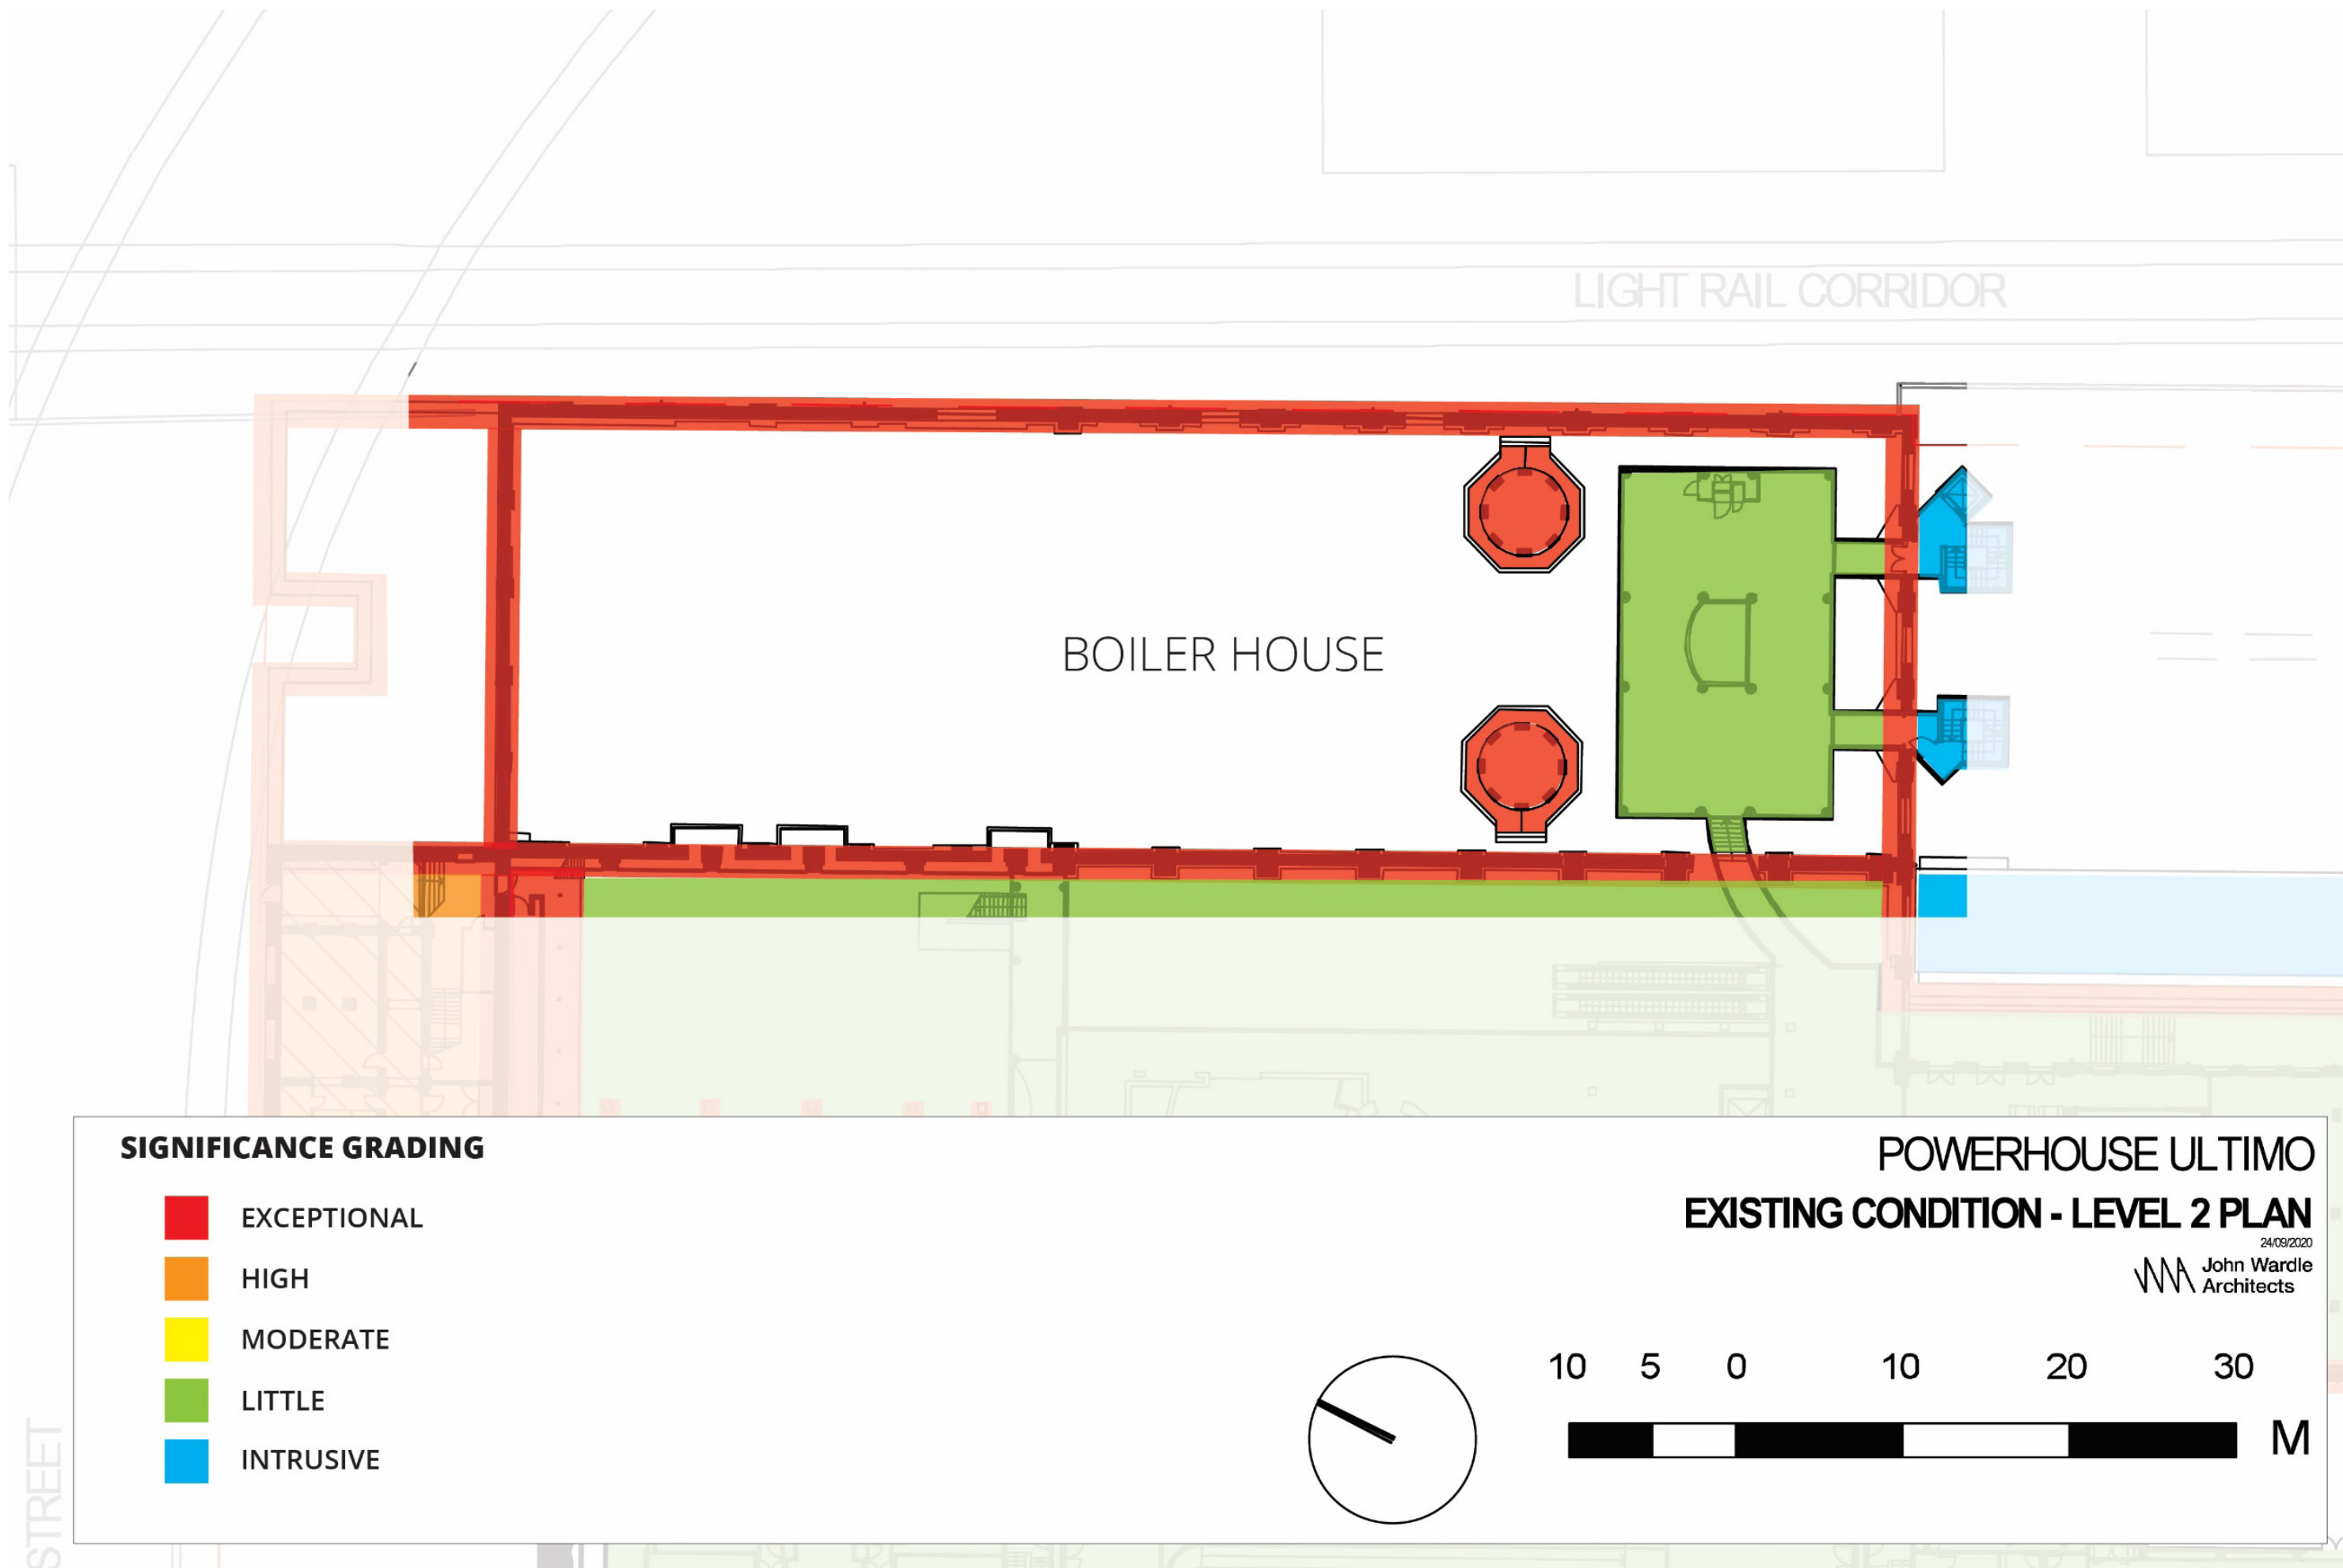 LIGHT RAIL CORRIDOR
BOILER HOUSE
SIGNIFICANCE GRADING
EXCEPTIONAL
HIGH
MODERATE
LITTLE
INTRUSIVE
POWERHOUSE ULTIMO
EXISTING CONDITION - LEVEL 2 PLAN
24/09/2020
John Wardle
Architects
10 5 0 10 20 30
M
STREET